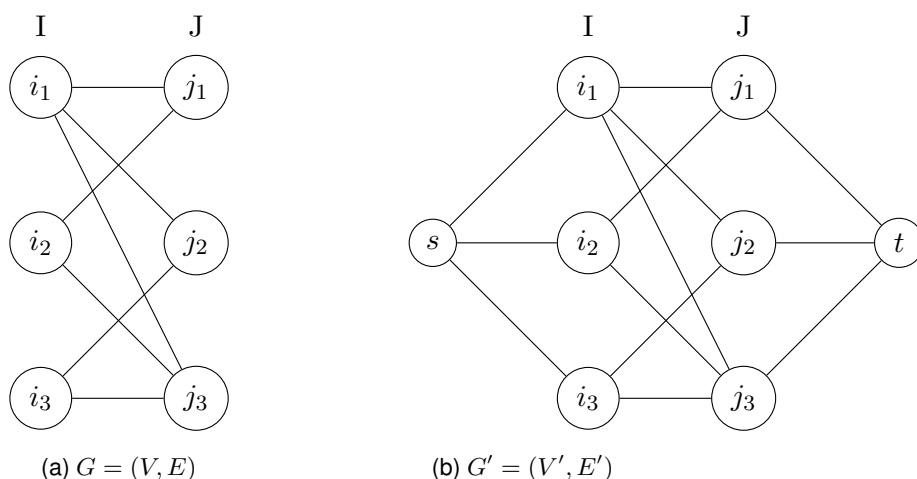 I J I J
i₁ j₁ i₁ j₁
i₂ j₂ s i₂ j₂ t
i₃ j₃ i₃ j₃
(a) G = (V, E) (b) G′ = (V′, E′)